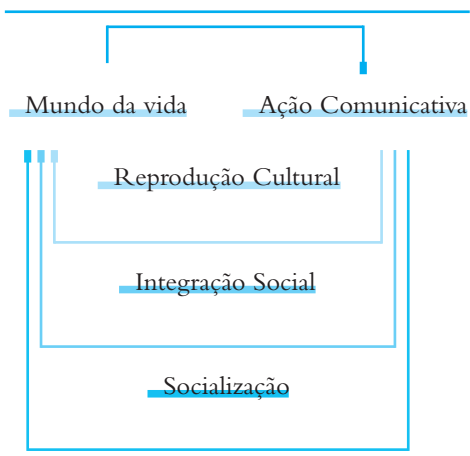 Mundo da vida
Ação Comunicativa
Reprodução Cultural
Integração Social
Socialização